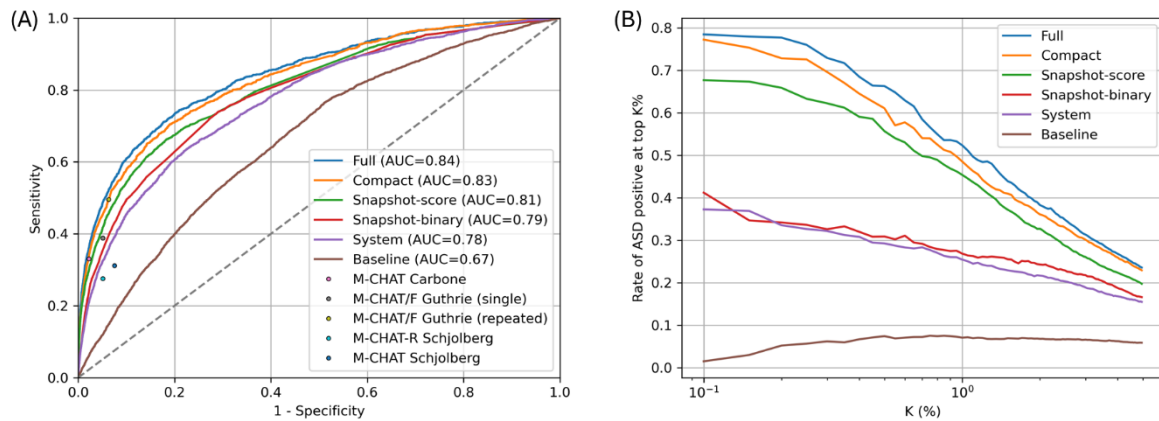 (A)
1.0
0.8
0.6
0.4
0.2
0.0
Sensitivity
0.0 0.2 0.4 0.6 0.8 1.0
1 - Specificity
Full (AUC=0.84)
Compact (AUC=0.83)
Snapshot-score (AUC=0.81)
Snapshot-binary (AUC=0.79)
System (AUC=0.78)
Baseline (AUC=0.67)
M-CHAT Carbone
M-CHAT/F Guthrie (single)
M-CHAT/F Guthrie (repeated)
M-CHAT-R Schjolberg
M-CHAT Schjolberg
(B)
0.8
0.7
0.6
0.5
0.4
0.3
0.2
0.1
0.0
Rate of ASD positive at top K%
10⁻¹ 10⁰
K (%)
Full
Compact
Snapshot-score
Snapshot-binary
System
Baseline